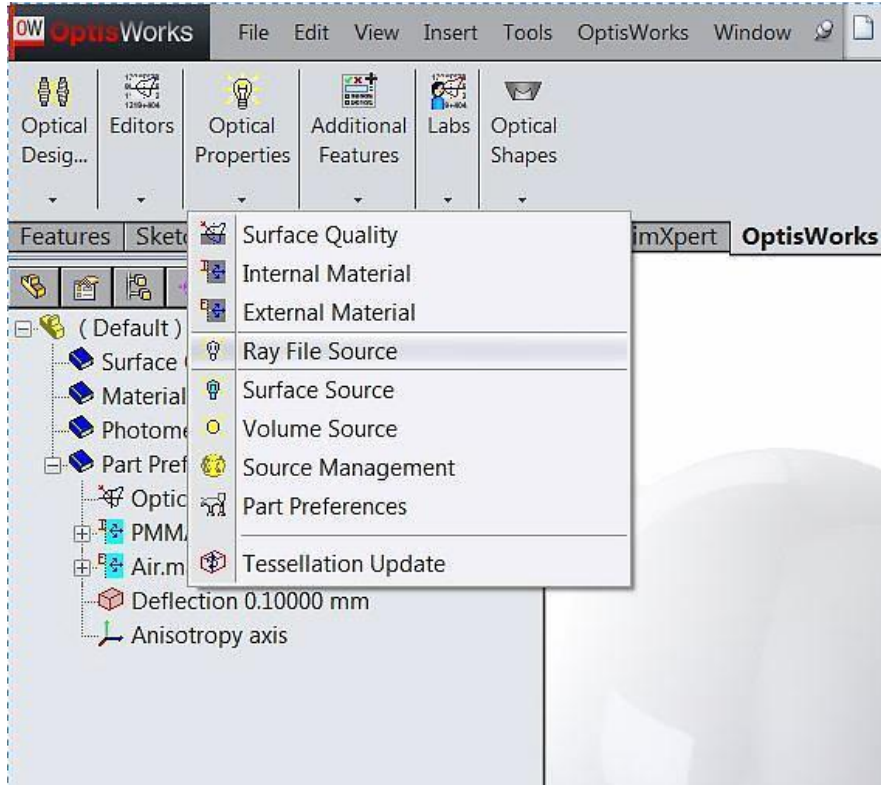 OW OptisWorks File Edit View Insert Tools OptisWorks Window
Optical Desig...
Editors
Optical Properties
Additional Features
Labs
Optical Shapes
Features Sket imXpert OptisWorks
Surface Quality
Internal Material
External Material
Ray File Source
Surface Source
Volume Source
Source Management
Part Preferences
Tessellation Update
( Default )
Surface
Material
Photome
Part Pref
Optic
PMM
Air.m
Deflection 0.10000 mm
Anisotropy axis